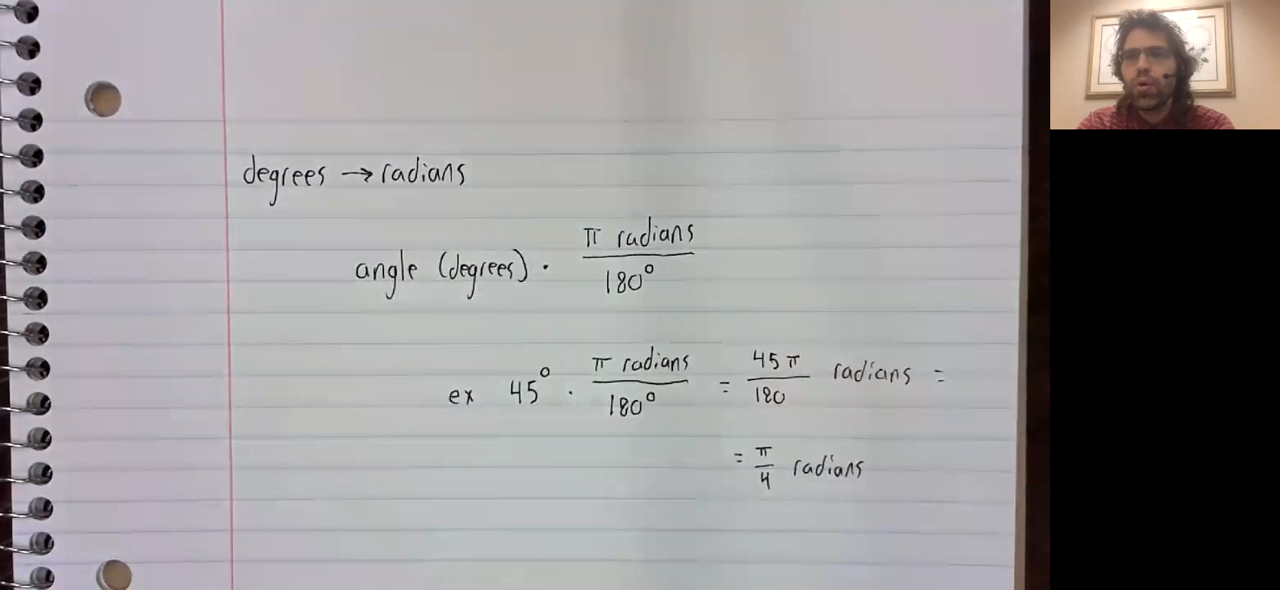 degrees → radians
angle (degrees) · π radians / 180°
ex 45° · π radians / 180° = 45π / 180 radians =
= π / 4 radians